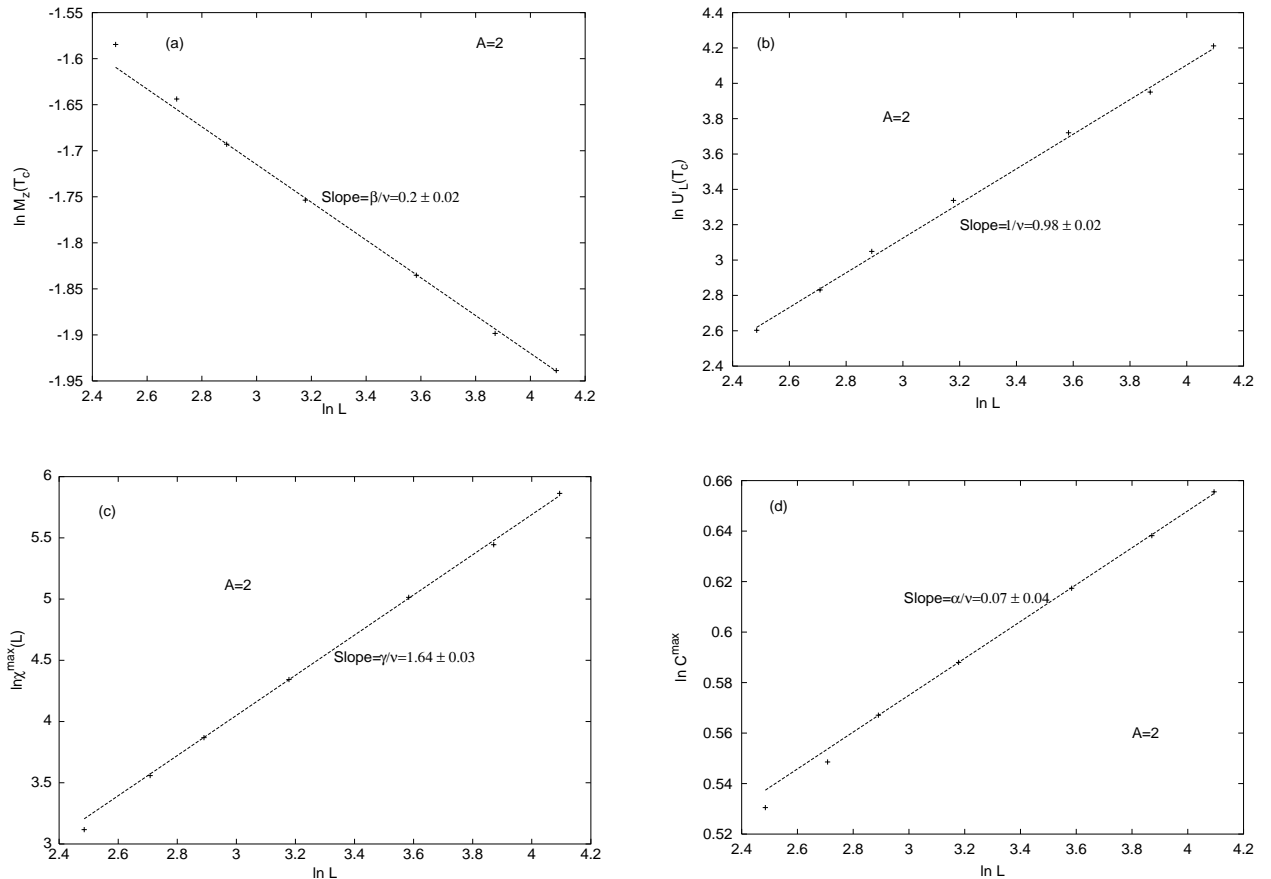 -1.55
(a)
A=2
-1.6
-1.65
-1.7
-1.75
-1.8
-1.85
-1.9
-1.95
ln M_z(T_c)
Slope=β/ν=0.2 ± 0.02
2.4 2.6 2.8 3 3.2 3.4 3.6 3.8 4 4.2
ln L
4.4
(b)
4.2
4
3.8
3.6
3.4
3.2
3
2.8
2.6
2.4
A=2
ln U'_L(T_c)
Slope=1/ν=0.98 ± 0.02
2.4 2.6 2.8 3 3.2 3.4 3.6 3.8 4 4.2
ln L
6
(c)
5.5
5
4.5
4
3.5
3
A=2
lnχ^max(L)
Slope=γ/ν=1.64 ± 0.03
2.4 2.6 2.8 3 3.2 3.4 3.6 3.8 4 4.2
ln L
0.66
(d)
0.64
0.62
0.6
0.58
0.56
0.54
0.52
Slope=α/ν=0.07 ± 0.04
ln C^max
A=2
2.4 2.6 2.8 3 3.2 3.4 3.6 3.8 4 4.2
ln L